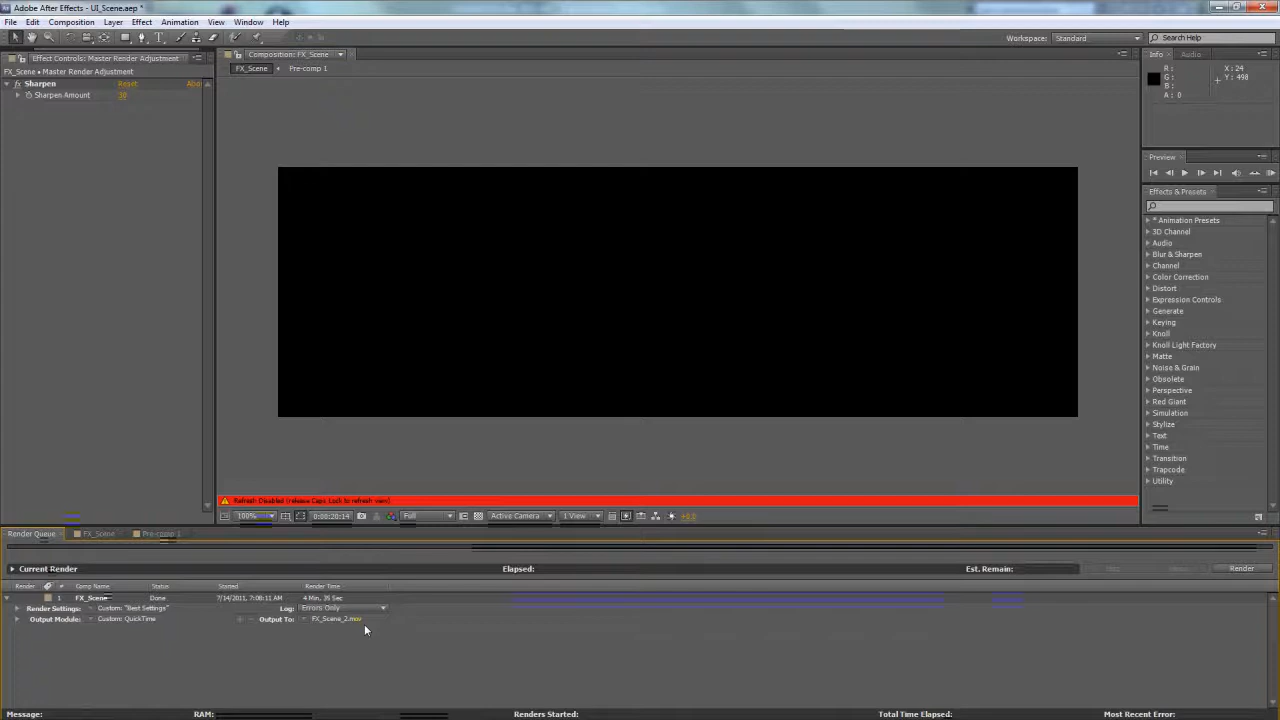 Adobe After Effects - UI_Scene.aep *
File Edit Composition Layer Effect Animation View Window Help
Workspace: Standard
Search Help
Effect Controls: Master Render Adjustment
FX_Scene • Master Render Adjustment
Sharpen Reset Abo
Sharpen Amount 30
Composition: FX_Scene
FX_Scene Pre-comp 1
Refresh Disabled (release Caps Lock to refresh view)
100% 0:00:20:14 Full Active Camera 1 View +0.0
Info Audio
R: X: 24
G: Y: 498
B:
A: 0
Preview
Effects & Presets
* Animation Presets
3D Channel
Audio
Blur & Sharpen
Channel
Color Correction
Distort
Expression Controls
Generate
Keying
Knoll
Knoll Light Factory
Matte
Noise & Grain
Obsolete
Perspective
Red Giant
Simulation
Stylize
Text
Time
Transition
Trapcode
Utility
Render Queue FX_Scene Pre-comp 1
Current Render Elapsed: Est. Remain: Render
Render # Comp Name Status Started Render Time
1 FX_Scene Done 7/14/2011, 7:08:11 AM 4 Min, 35 Sec
Render Settings: Custom: "Best Settings" Log: Errors Only
Output Module: Custom: QuickTime Output To: FX_Scene_2.mov
Message: RAM: Renders Started: Total Time Elapsed: Most Recent Error: